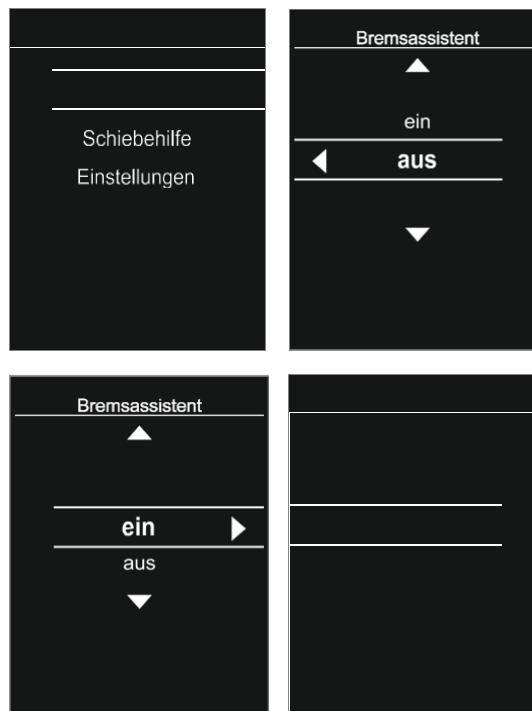 Schiebehilfe
Einstellungen
Bremsassistent
ein
aus
Bremsassistent
ein
aus